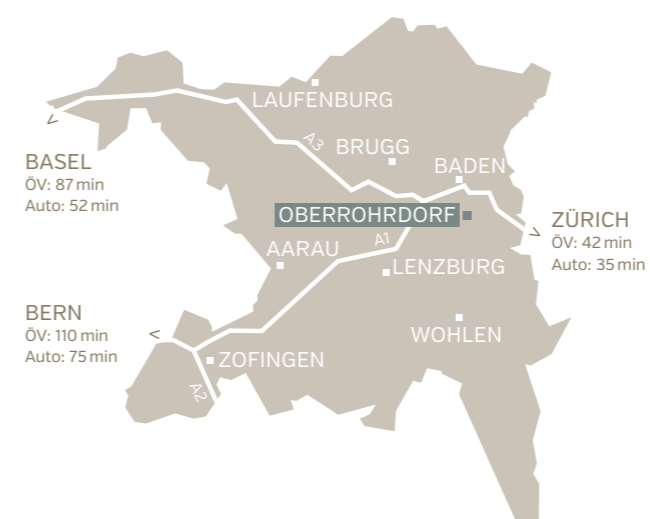 LAUFENBURG
A3
BRUGG
BASEL
ÖV: 87 min
Auto: 52 min
BADEN
OBERROHRDORF
ZÜRICH
ÖV: 42 min
Auto: 35 min
A1
AARAU
LENZBURG
BERN
ÖV: 110 min
Auto: 75 min
WOHLEN
ZOFINGEN
A2